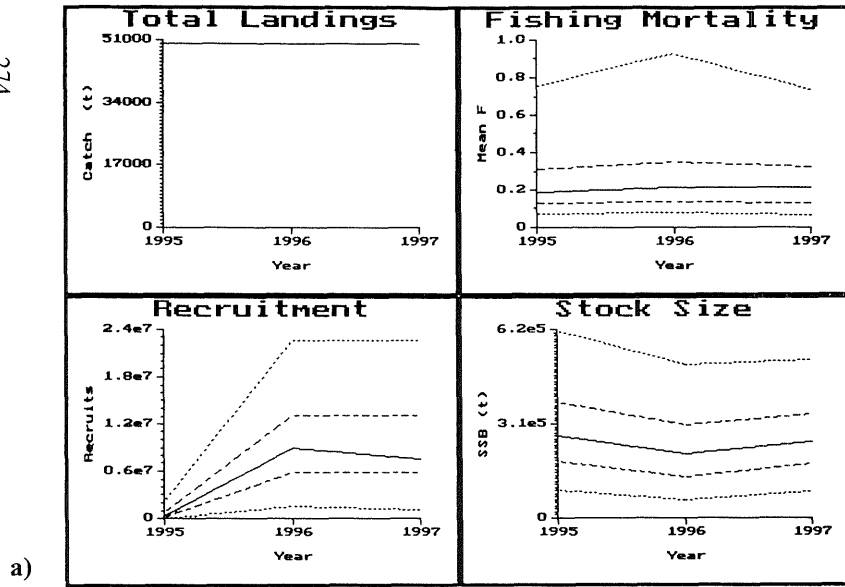 274
Total Landings
51000
34000
17000
0
Catch (t)
1995 1996 1997
Year
Fishing Mortality
1.0
0.8
0.6
0.4
0.2
0
Mean F
1995 1996 1997
Year
Recruitment
2.4e7
1.8e7
1.2e7
0.6e7
0
Recruits
1995 1996 1997
Year
Stock Size
6.2e5
3.1e5
0.0
SSB (t)
1995 1996 1997
Year
a)